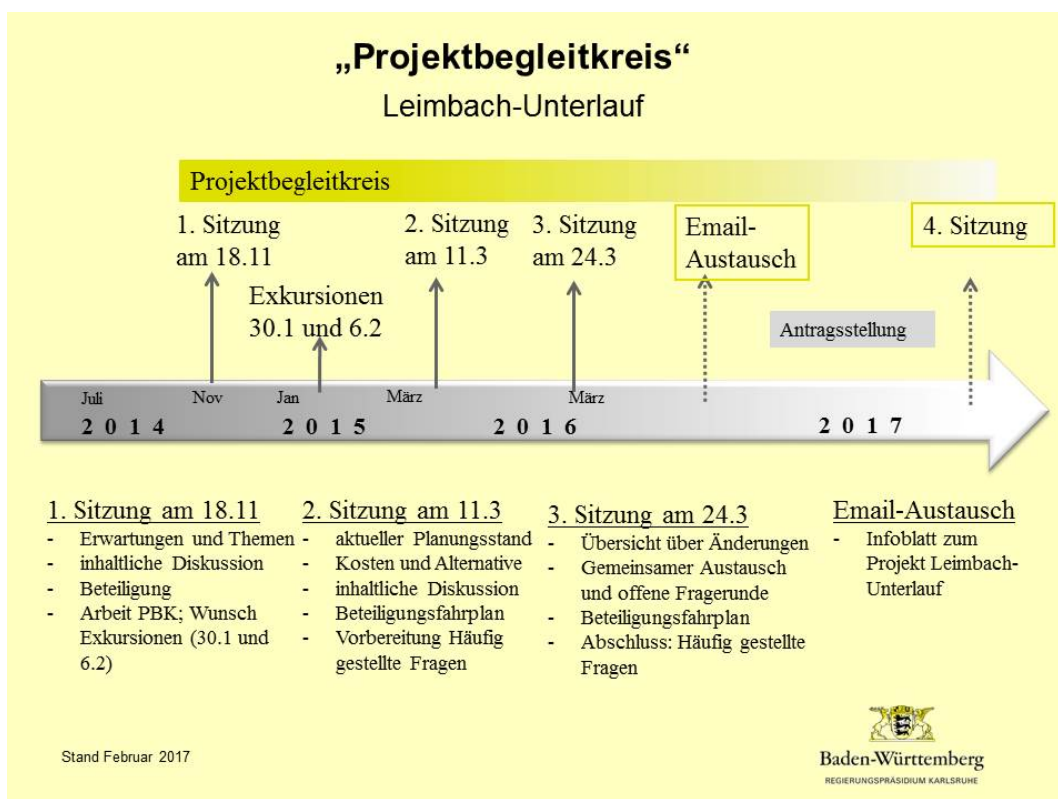 „Projektbegleitkreis“
Leimbach-Unterlauf
Projektbegleitkreis
1. Sitzung
am 18.11
Exkursionen
30.1 und 6.2
2. Sitzung
am 11.3
3. Sitzung
am 24.3
Email-
Austausch
4. Sitzung
Antragsstellung
Juli
Nov
Jan
März
März
2 0 1 4
2 0 1 5
2 0 1 6
2 0 1 7
1. Sitzung am 18.11
- Erwartungen und Themen
- inhaltliche Diskussion
- Beteiligung
- Arbeit PBK; Wunsch
Exkursionen (30.1 und
6.2)
2. Sitzung am 11.3
- aktueller Planungsstand
- Kosten und Alternative
- inhaltliche Diskussion
- Beteiligungsfahrplan
- Vorbereitung Häufig
gestellte Fragen
3. Sitzung am 24.3
- Übersicht über Änderungen
- Gemeinsamer Austausch
und offene Fragerunde
- Beteiligungsfahrplan
- Abschluss: Häufig gestellte
Fragen
Email-Austausch
- Infoblatt zum
Projekt Leimbach-
Unterlauf
Stand Februar 2017
Baden-Württemberg
REGIERUNGSPRÄSIDIUM KARLSRUHE